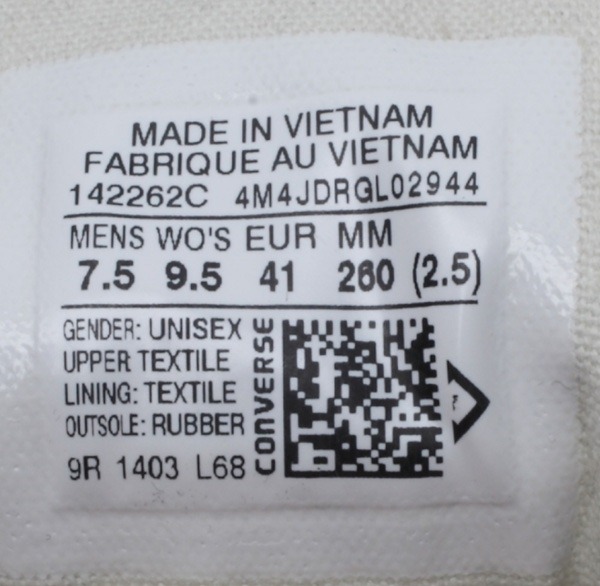 MADE IN VIETNAM
FABRIQUE AU VIETNAM
142262C 4M4JDRGL02944
MENS WO'S EUR MM
7.5 9.5 41 260 (2.5)
GENDER: UNISEX
UPPER TEXTILE
LINING: TEXTILE
OUTSOLE: RUBBER
9R 1403 L68
CONVERSE